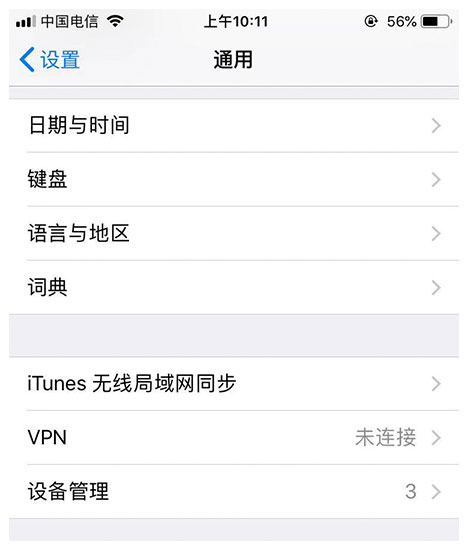 中国电信 上午10:11 56%
设置 通用
日期与时间
键盘
语言与地区
词典
iTunes 无线局域网同步
VPN 未连接
设备管理 3